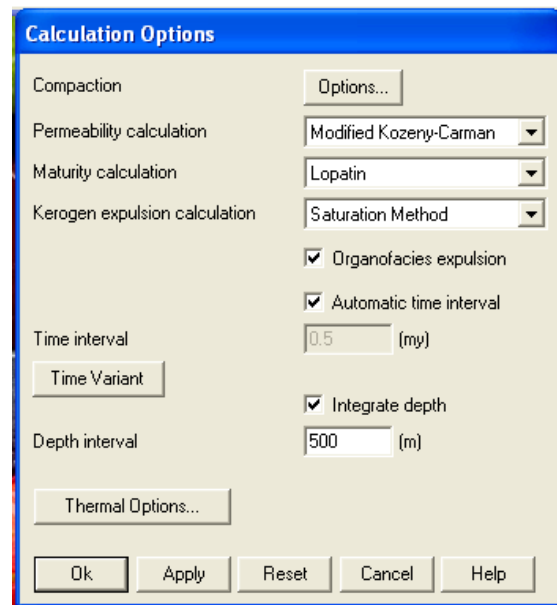 Calculation Options
Compaction Options...
Permeability calculation Modified Kozeny-Carman
Maturity calculation Lopatin
Kerogen expulsion calculation Saturation Method
Organofacies expulsion
Automatic time interval
Time interval 0.5 (my)
Time Variant
Integrate depth
Depth interval 500 (m)
Thermal Options...
Ok Apply Reset Cancel Help